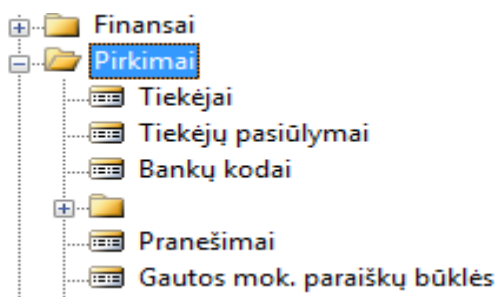 Finansai
Pirkimai
Tiekėjai
Tiekėjų pasiūlymai
Bankų kodai
Pranešimai
Gautos mok. paraiškų būklės